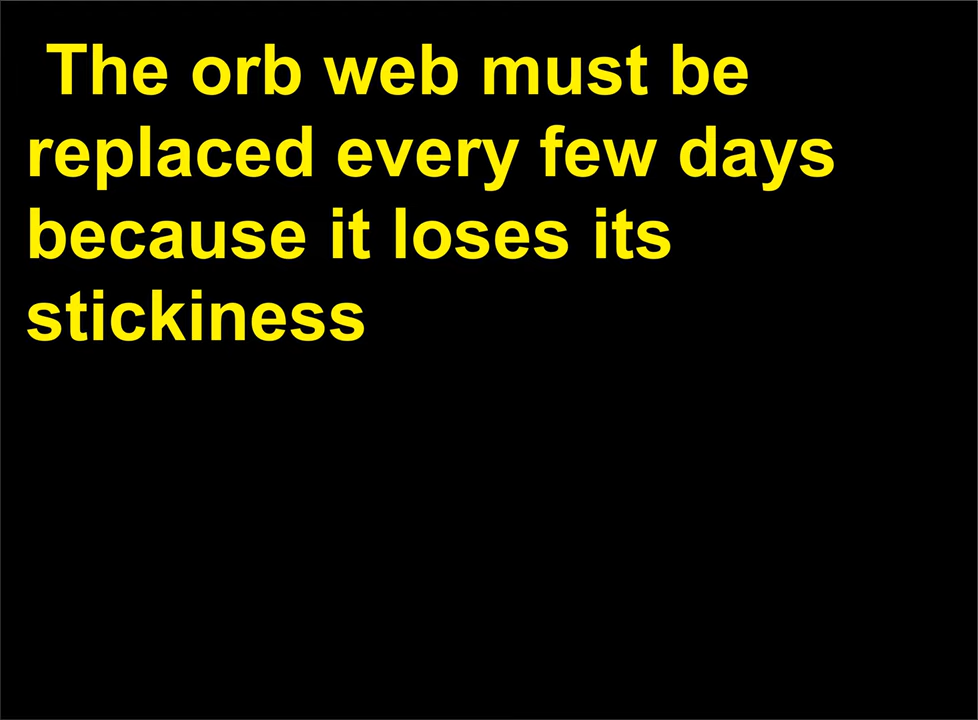 The orb web must be
replaced every few days
because it loses its
stickiness